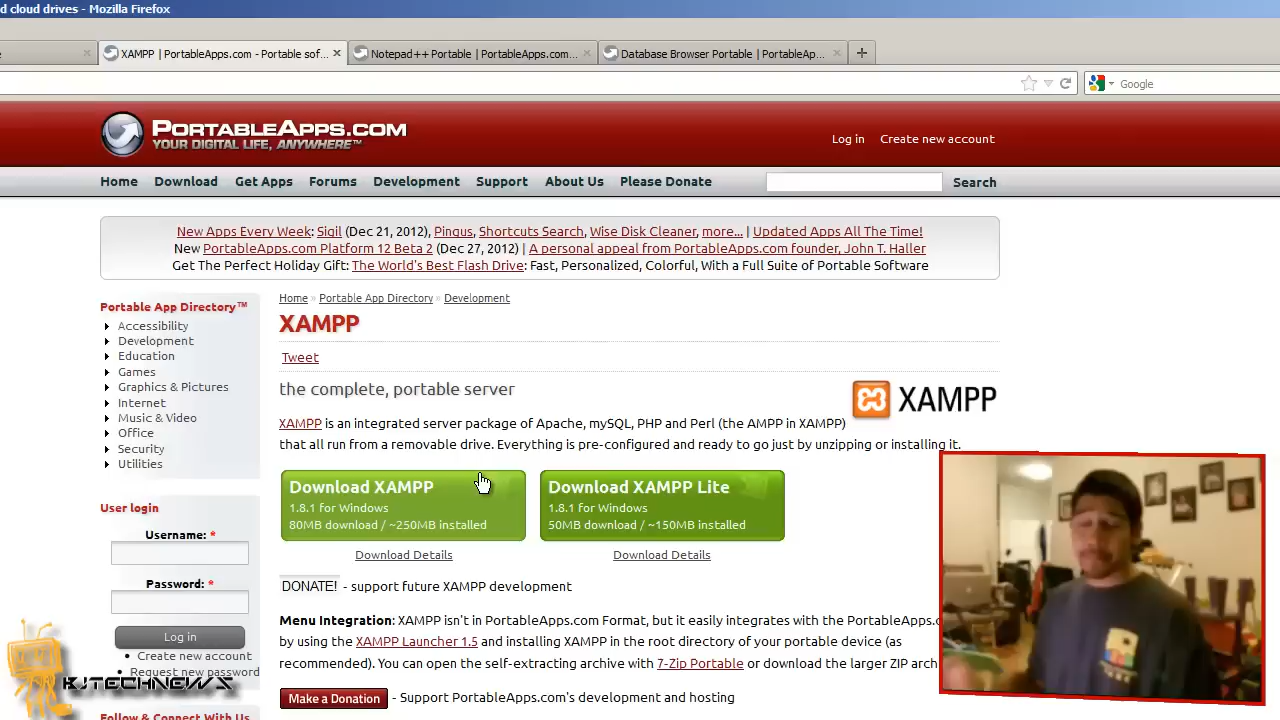 d cloud drives - Mozilla Firefox
XAMPP | PortableApps.com - Portable sof... Notepad++ Portable | PortableApps.com... Database Browser Portable | PortableAp...
Google
PORTABLEAPPS.COM
YOUR DIGITAL LIFE, ANYWHERE™
Log in Create new account
Home Download Get Apps Forums Development Support About Us Please Donate Search
New Apps Every Week: Sigil (Dec 21, 2012), Pingus, Shortcuts Search, Wise Disk Cleaner, more... | Updated Apps All The Time!
New PortableApps.com Platform 12 Beta 2 (Dec 27, 2012) | A personal appeal from PortableApps.com founder, John T. Haller
Get The Perfect Holiday Gift: The World's Best Flash Drive: Fast, Personalized, Colorful, With a Full Suite of Portable Software
Portable App Directory™
Accessibility
Development
Education
Games
Graphics & Pictures
Internet
Music & Video
Office
Security
Utilities
User login
Username: *
Password: *
Log in
Create new account
Request new password
Follow & Connect With Us
KJTECHNEWS
Home » Portable App Directory » Development
XAMPP
Tweet
the complete, portable server
XAMPP
XAMPP is an integrated server package of Apache, mySQL, PHP and Perl (the AMPP in XAMPP)
that all run from a removable drive. Everything is pre-configured and ready to go just by unzipping or installing it.
Download XAMPP
1.8.1 for Windows
80MB download / ~250MB installed
Download Details
Download XAMPP Lite
1.8.1 for Windows
50MB download / ~150MB installed
Download Details
DONATE! - support future XAMPP development
Menu Integration: XAMPP isn't in PortableApps.com Format, but it easily integrates with the PortableApps.c
by using the XAMPP Launcher 1.5 and installing XAMPP in the root directory of your portable device (as
recommended). You can open the self-extracting archive with 7-Zip Portable or download the larger ZIP arch
Make a Donation - Support PortableApps.com's development and hosting